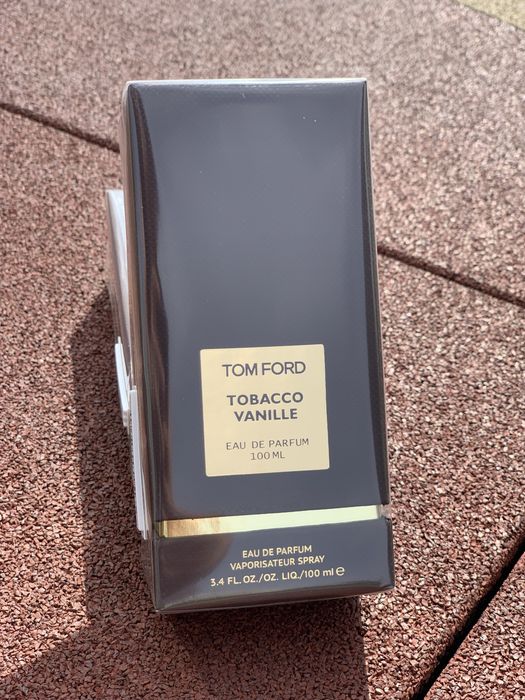 TOM FORD
TOBACCO
VANILLE
EAU DE PARFUM
100 ML
EAU DE PARFUM
VAPORISATEUR SPRAY
3.4 FL. OZ./OZ. LIQ./100 ml ℮